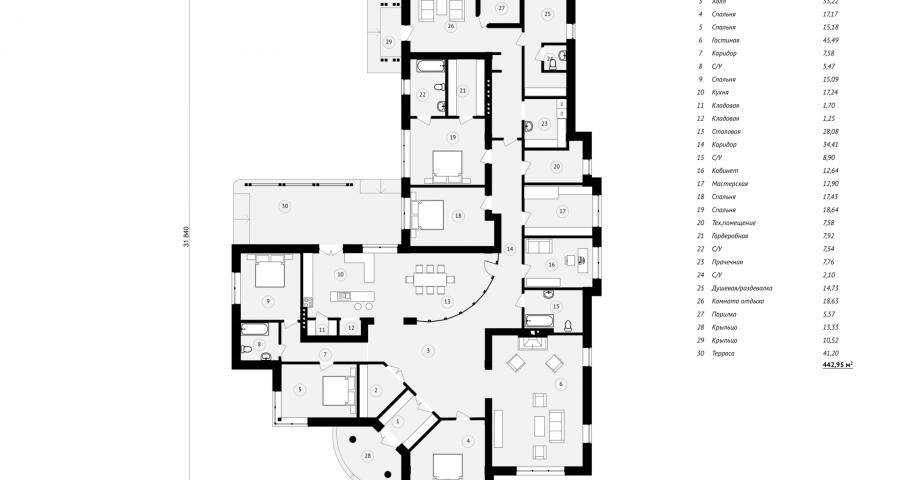 3 Холл 53,22
4 Спальня 17,17
5 Спальня 15,18
6 Гостиная 45,49
7 Коридор 7,58
8 С/У 5,47
9 Спальня 15,09
10 Кухня 17,24
11 Кладовая 1,70
12 Кладовая 1,25
13 Столовая 28,08
14 Коридор 34,41
15 С/У 8,90
16 Кабинет 12,64
17 Мастерская 12,90
18 Спальня 17,43
19 Спальня 18,64
20 Тех.помещение 7,58
21 Гардеробная 7,92
22 С/У 7,54
23 Прачечная 7,76
24 С/У 2,10
25 Душевая/раздевалка 14,73
26 Комната отдыха 18,63
27 Парилка 5,57
28 Крыльцо 13,33
29 Крыльцо 10,52
30 Терраса 41,20
442,95 м²
31 840
27
25
26
29
24
22
21
23
19
20
30
18
17
14
16
10
9
13
15
11
12
8
7
3
6
5
2
1
4
28